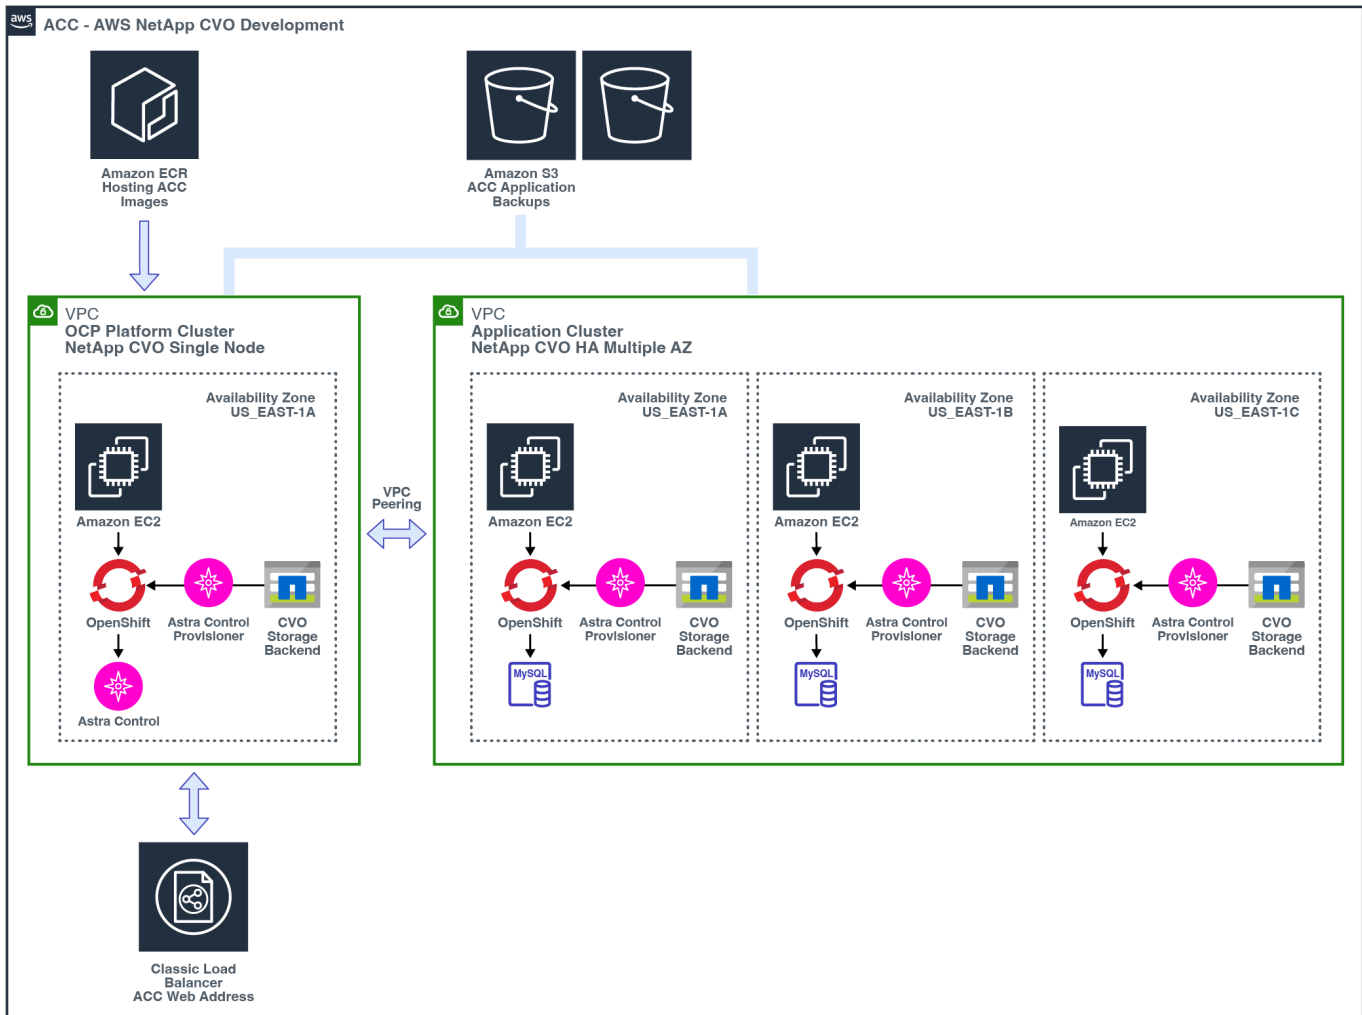 aws
ACC - AWS NetApp CVO Development
Amazon ECR
Hosting ACC
Images
Amazon S3
ACC Application
Backups
VPC
OCP Platform Cluster
NetApp CVO Single Node
Availability Zone
US_EAST-1A
Amazon EC2
OpenShift
Astra Control
Provisioner
CVO
Storage
Backend
Astra Control
VPC
Peering
VPC
Application Cluster
NetApp CVO HA Multiple AZ
Availability Zone
US_EAST-1A
Amazon EC2
OpenShift
Astra Control
Provisioner
CVO
Storage
Backend
MySQL
Availability Zone
US_EAST-1B
Amazon EC2
OpenShift
Astra Control
Provisioner
CVO
Storage
Backend
MySQL
Availability Zone
US_EAST-1C
Amazon EC2
OpenShift
Astra Control
Provisioner
CVO
Storage
Backend
MySQL
Classic Load
Balancer
ACC Web Address